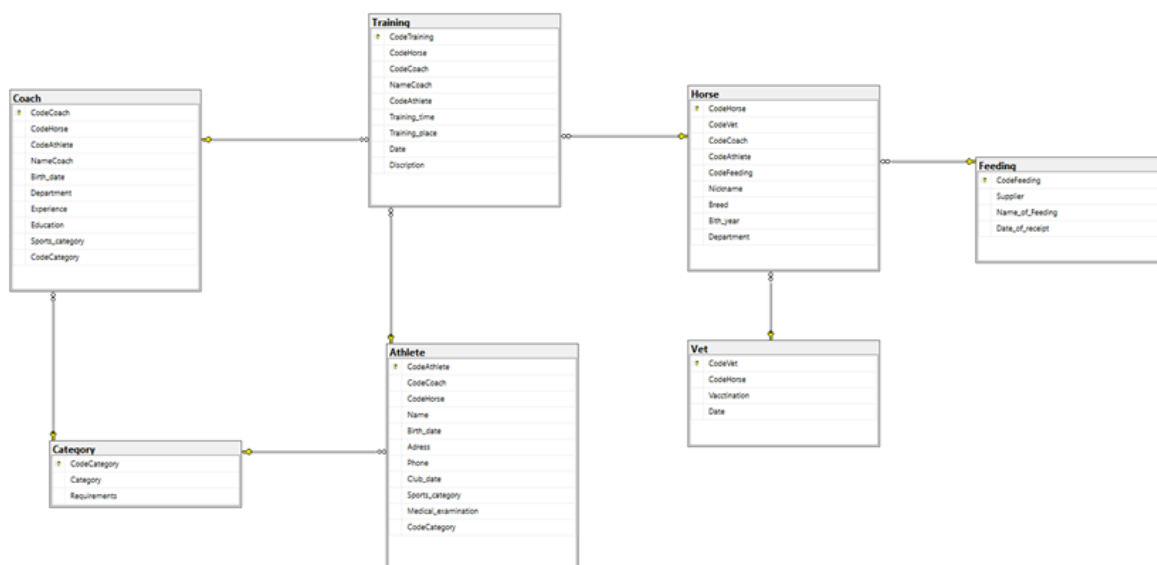 Training
CodeTraining
CodeHorse
CodeCoach
NameCoach
CodeAthlete
Training_time
Training_place
Date
Discription
Coach
CodeCoach
CodeHorse
CodeAthlete
NameCoach
Birth_date
Department
Experience
Education
Sports_category
CodeCategory
Horse
CodeHorse
CodeVet
CodeCoach
CodeAthlete
CodeFeeding
Nickname
Breed
Bith_year
Department
Feeding
CodeFeeding
Supplier
Name_of_Feeding
Date_of_receipt
Athlete
CodeAthlete
CodeCoach
CodeHorse
Name
Birth_date
Adress
Phone
Club_date
Sports_category
Medical_examination
CodeCategory
Vet
CodeVet
CodeHorse
Vacctination
Date
Category
CodeCategory
Category
Requirements